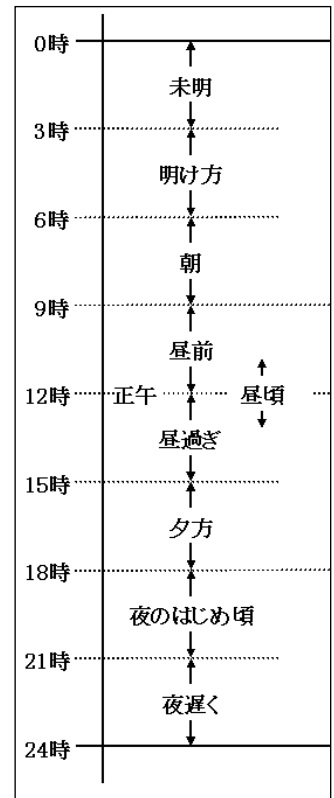 0時
未明
3時
明け方
6時
朝
9時
昼前
12時 正午 昼頃
昼過ぎ
15時
夕方
18時
夜のはじめ頃
21時
夜遅く
24時